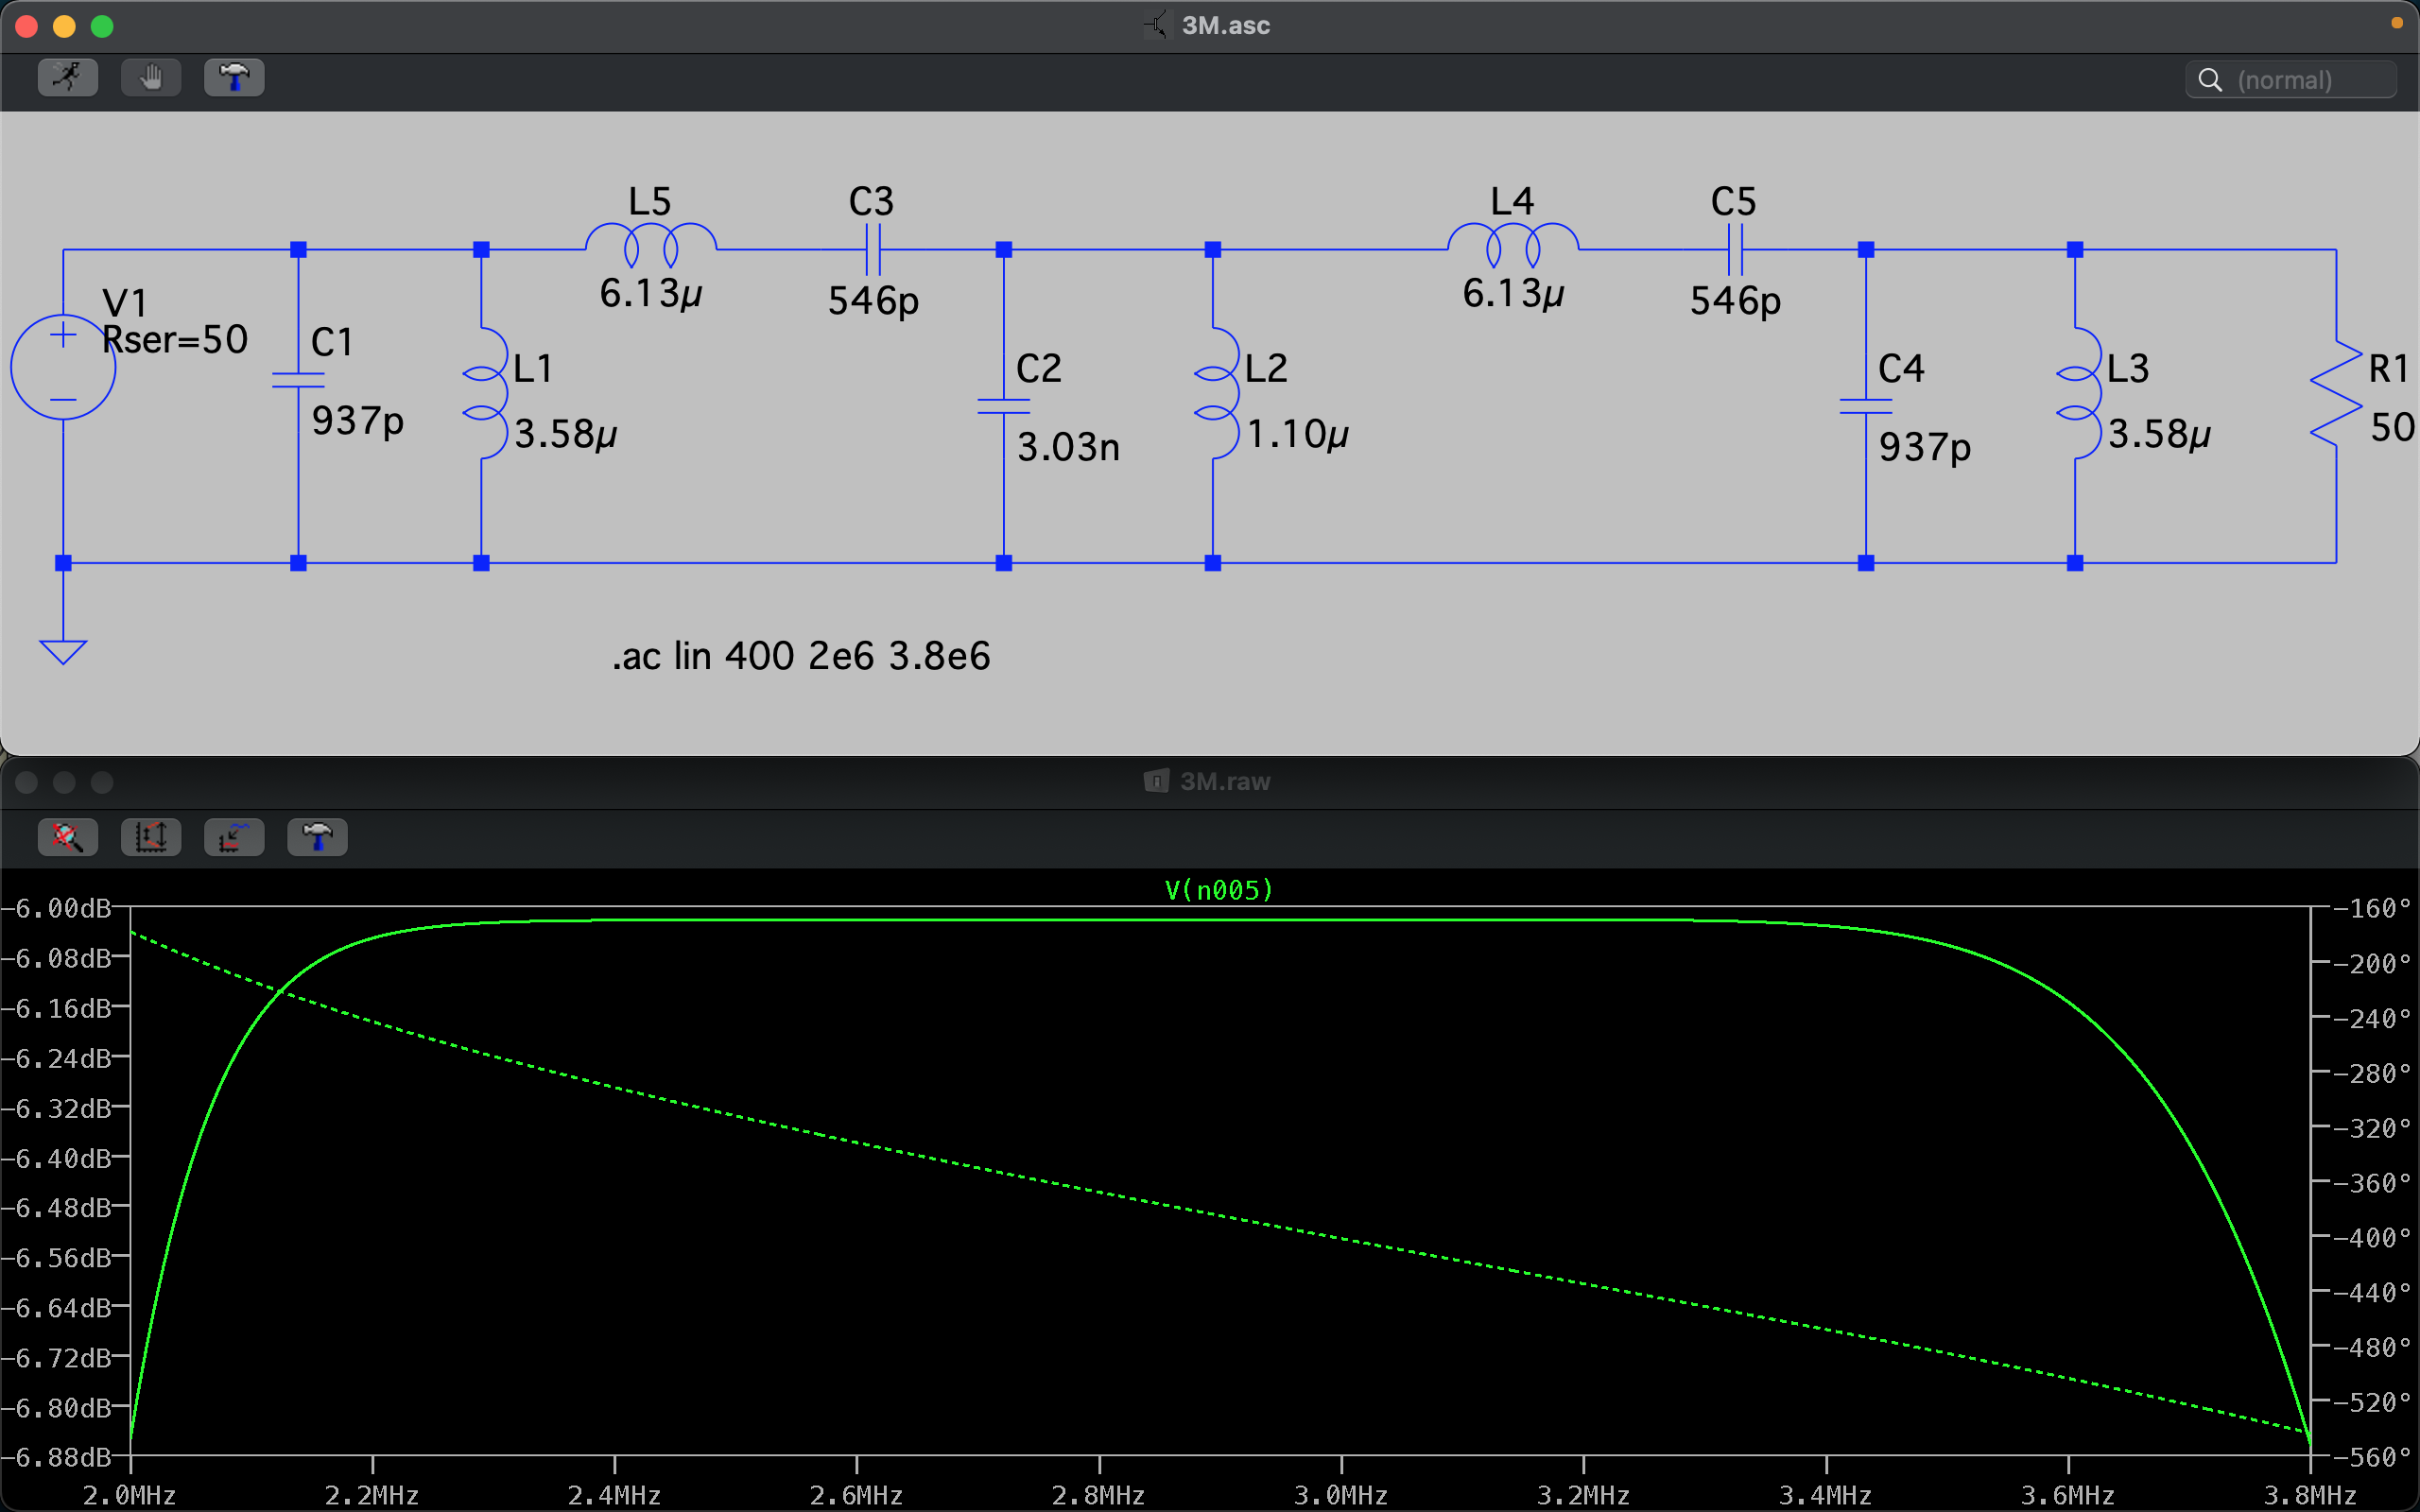 3M.asc
(normal)
L5
C3
L4
C5
6.13µ
546p
6.13µ
546p
V1
Rser=50
C1
937p
L1
3.58µ
C2
3.03n
L2
1.10µ
C4
937p
L3
3.58µ
R1
50
.ac lin 400 2e6 3.8e6
3M.raw
V(n005)
−6.00dB
−6.08dB
−6.16dB
−6.24dB
−6.32dB
−6.40dB
−6.48dB
−6.56dB
−6.64dB
−6.72dB
−6.80dB
−6.88dB
−160°
−200°
−240°
−280°
−320°
−360°
−400°
−440°
−480°
−520°
−560°
2.0MHz 2.2MHz 2.4MHz 2.6MHz 2.8MHz 3.0MHz 3.2MHz 3.4MHz 3.6MHz 3.8MHz